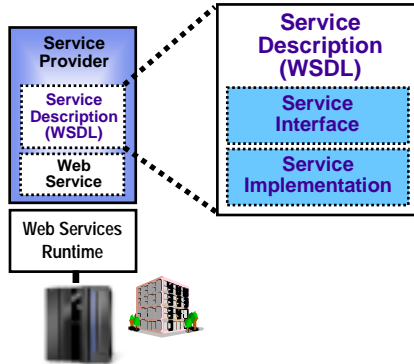 Service
Provider
Service
Description
(WSDL)
Web
Service
Web Services
Runtime
Service
Description
(WSDL)
Service
Interface
Service
Implementation